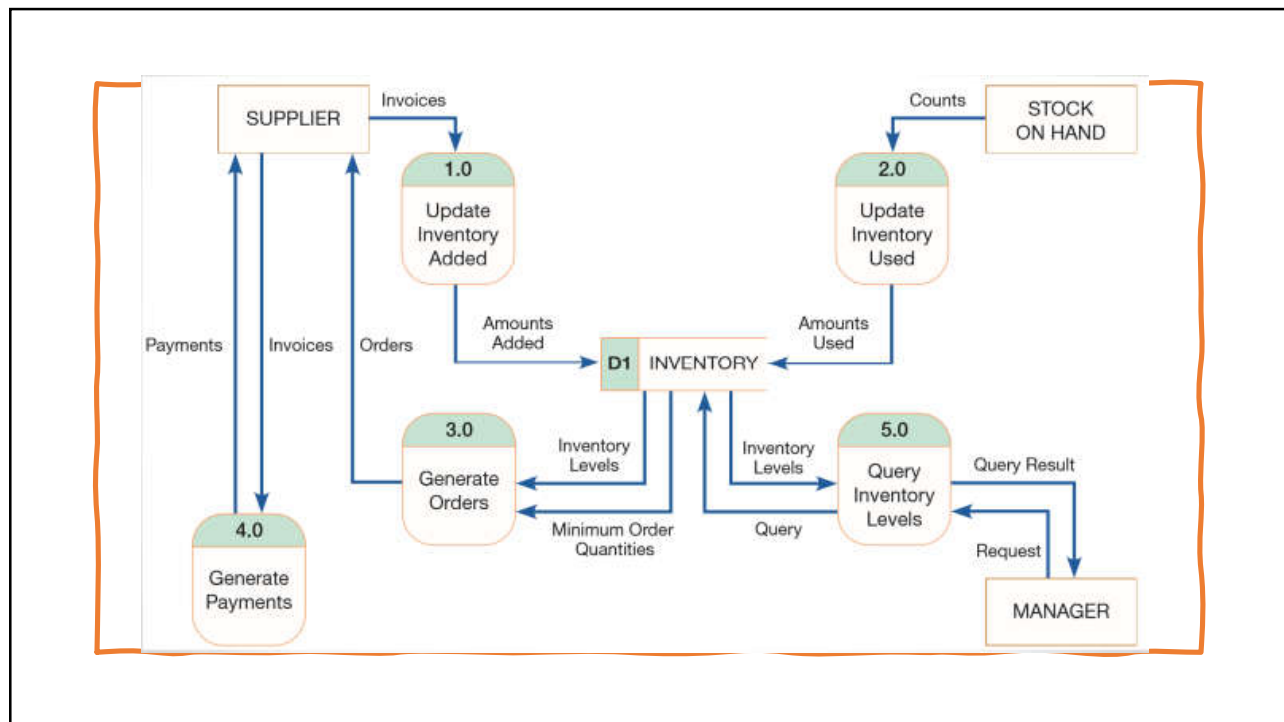 SUPPLIER
Invoices
Counts
STOCK
ON HAND
1.0
Update
Inventory
Added
2.0
Update
Inventory
Used
Payments
Invoices
Orders
Amounts
Added
Amounts
Used
D1
INVENTORY
3.0
Generate
Orders
Inventory
Levels
Minimum Order
Quantities
Inventory
Levels
Query
5.0
Query
Inventory
Levels
Query Result
Request
4.0
Generate
Payments
MANAGER